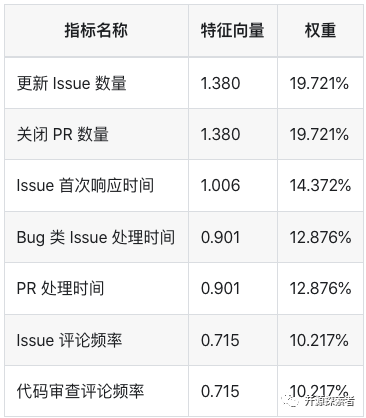 指标名称 特征向量 权重
更新 Issue 数量 1.380 19.721%
关闭 PR 数量 1.380 19.721%
Issue 首次响应时间 1.006 14.372%
Bug 类 Issue 处理时间 0.901 12.876%
PR 处理时间 0.901 12.876%
Issue 评论频率 0.715 10.217%
代码审查评论频率 0.715 10.217%
开源探索者